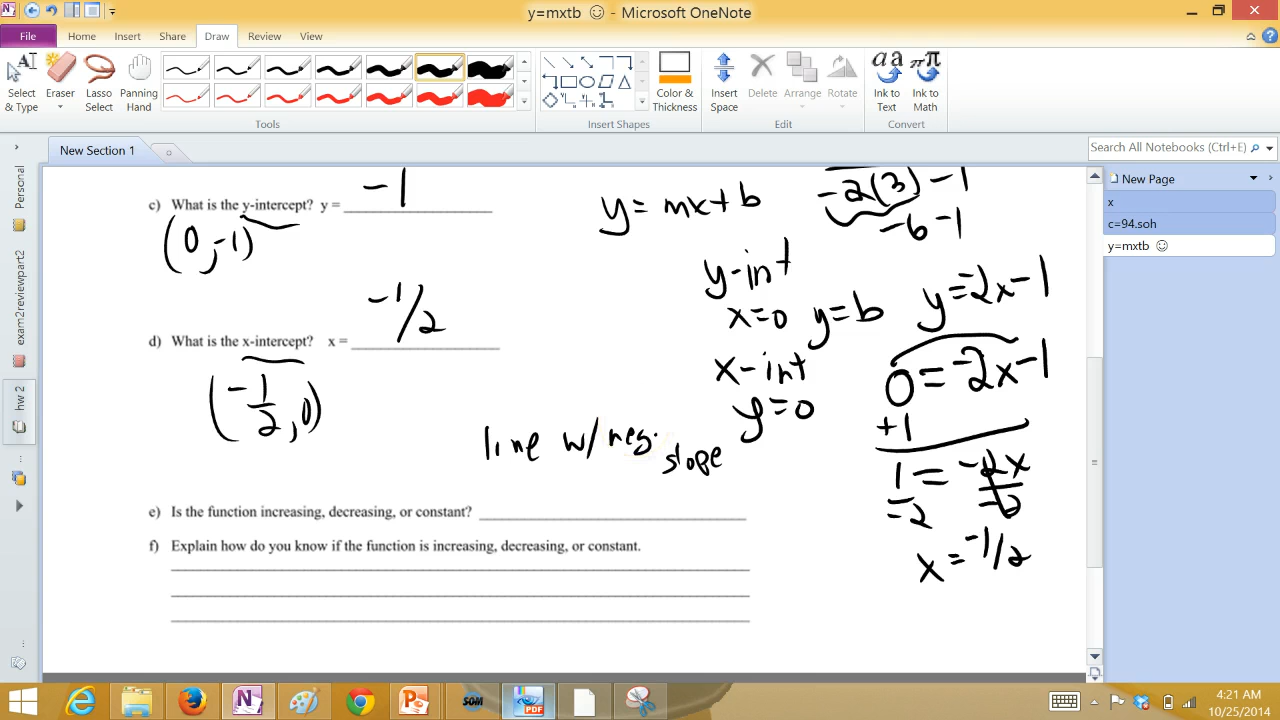 y=mxtb ☺ - Microsoft OneNote
File Home Insert Share Draw Review View
Select & Type
Eraser
Lasso Select
Panning Hand
Color & Thickness
Insert Space
Delete
Arrange
Rotate
Ink to Text
Ink to Math
Tools
Insert Shapes
Edit
Convert
New Section 1
Search All Notebooks (Ctrl+E)
Personal
exam2reviewpart2
hw 2
New Page
x
c=94.soh
y=mxtb ☺
-1
c) What is the y-intercept? y = 
(0, -1)
-1/2
d) What is the x-intercept? x =
(-1/2, 0)
y = mx + b
-2(3) - 1
-6 - 1
y-int
x=0 y=b
x-int
y=0
y=-2x-1
0=-2x-1
+1
1 = -2x
-2 -2
x = -1/2
line w/ neg. slope
e) Is the function increasing, decreasing, or constant?
f) Explain how do you know if the function is increasing, decreasing, or constant.
SOM
PDF
4:21 AM
10/25/2014